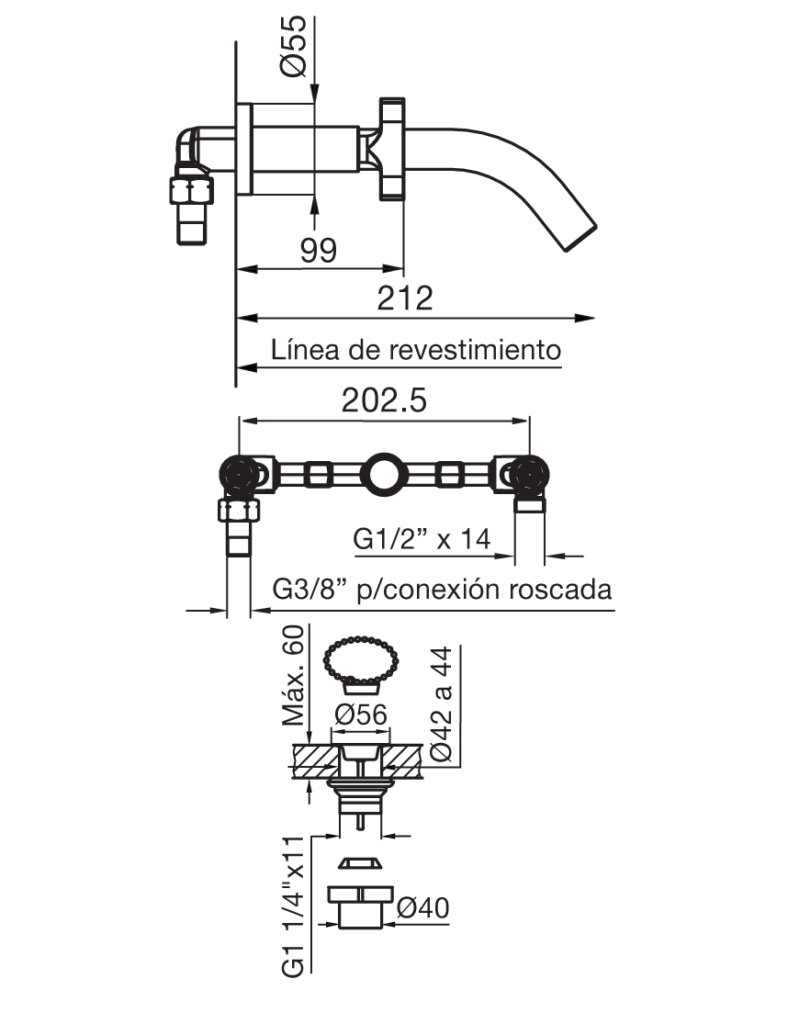 Ø55
99
212
Línea de revestimiento
202.5
G1/2” x 14
G3/8” p/conexión roscada
Máx. 60
Ø56
Ø42 a 44
G1 1/4"x11
Ø40